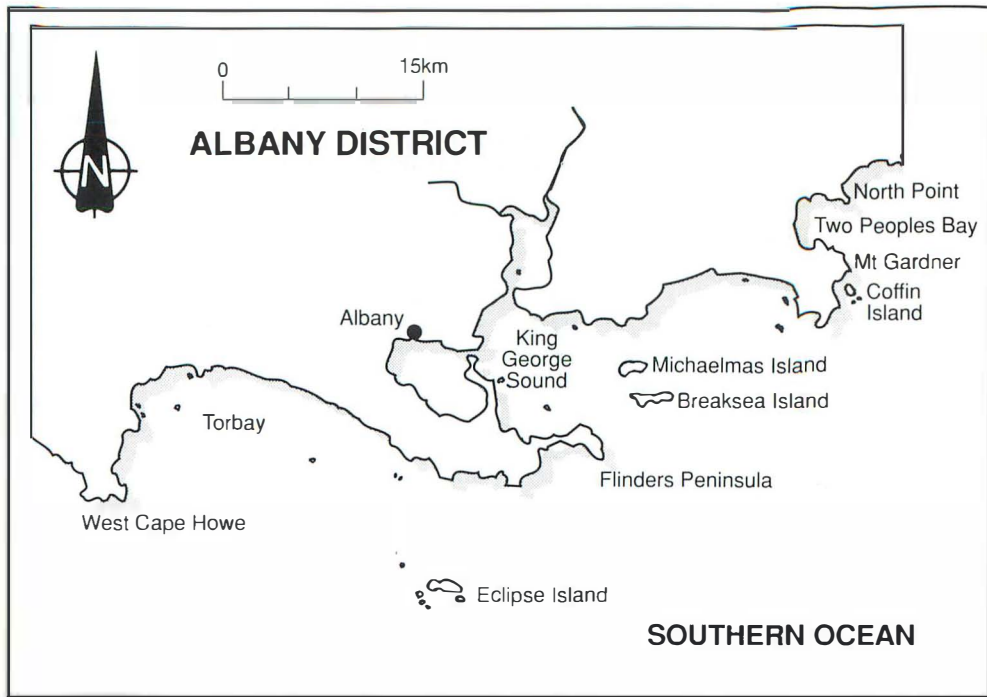 0 15km
ALBANY DISTRICT
N
North Point
Two Peoples Bay
Mt Gardner
Coffin
Island
Albany
King
George
Sound
Michaelmas Island
Breaksea Island
Torbay
Flinders Peninsula
West Cape Howe
Eclipse Island
SOUTHERN OCEAN